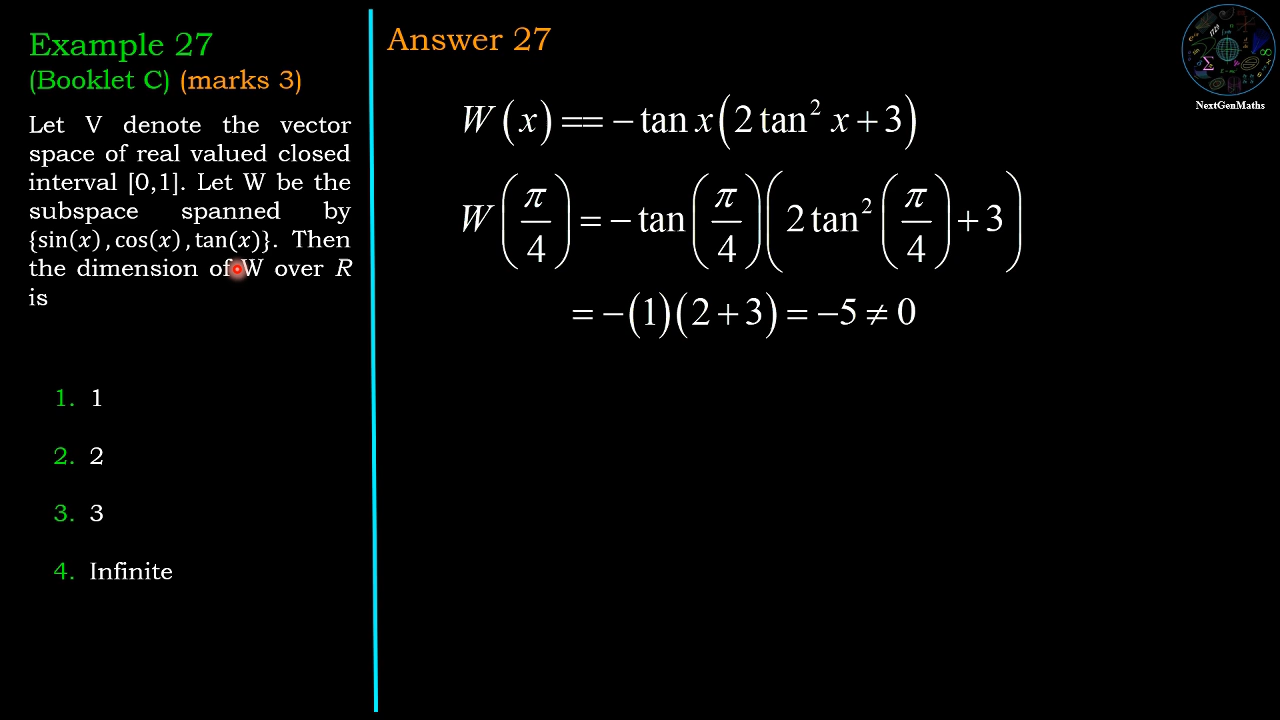 Example 27
(Booklet C) (marks 3)
Let V denote the vector
space of real valued closed
interval [0,1]. Let W be the
subspace spanned by
{sin(x) , cos(x) , tan(x)}. Then
the dimension of W over R
is
1. 1
2. 2
3. 3
4. Infinite
Answer 27
W(x) == −tan x(2 tan² x + 3)
W(π/4) = −tan(π/4)(2 tan²(π/4) + 3)
= −(1)(2 + 3) = −5 ≠ 0
NextGenMaths